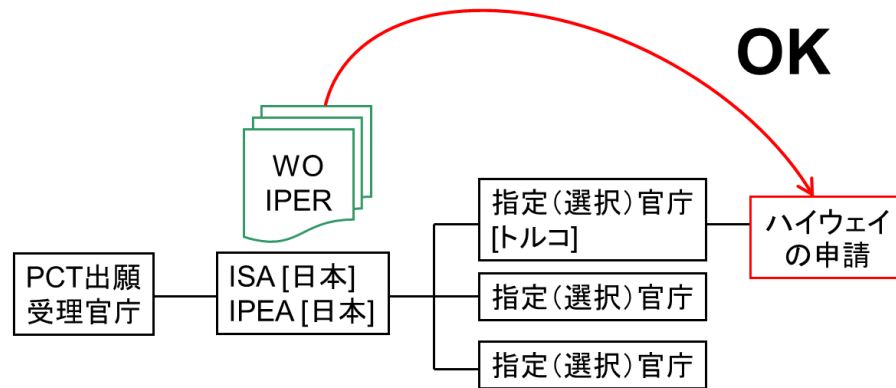 OK
WO
IPER
指定(選択)官庁
[トルコ]
ハイウェイ
の申請
PCT出願
受理官庁
ISA [日本]
IPEA [日本]
指定(選択)官庁
指定(選択)官庁